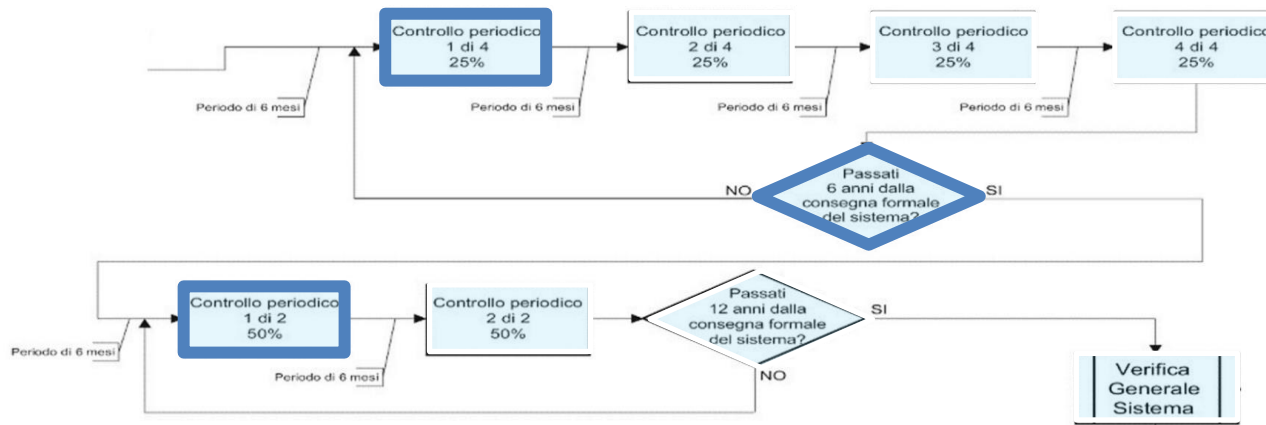 Controllo periodico
1 di 4
25%
Controllo periodico
2 di 4
25%
Controllo periodico
3 di 4
25%
Controllo periodico
4 di 4
25%
Periodo di 6 mesi
Periodo di 6 mesi
Periodo di 6 mesi
Periodo di 6 mesi
NO
Passati
6 anni dalla
consegna formale
del sistema?
SI
Controllo periodico
1 di 2
50%
Controllo periodico
2 di 2
50%
Passati
12 anni dalla
consegna formale
del sistema?
SI
NO
Periodo di 6 mesi
Periodo di 6 mesi
Verifica
Generale
Sistema